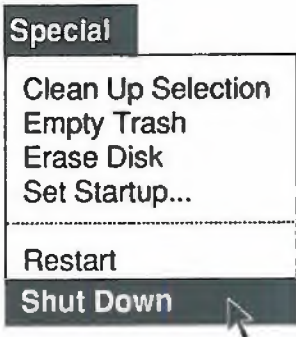 Special
Clean Up Selection
Empty Trash
Erase Disk
Set Startup...
Restart
Shut Down